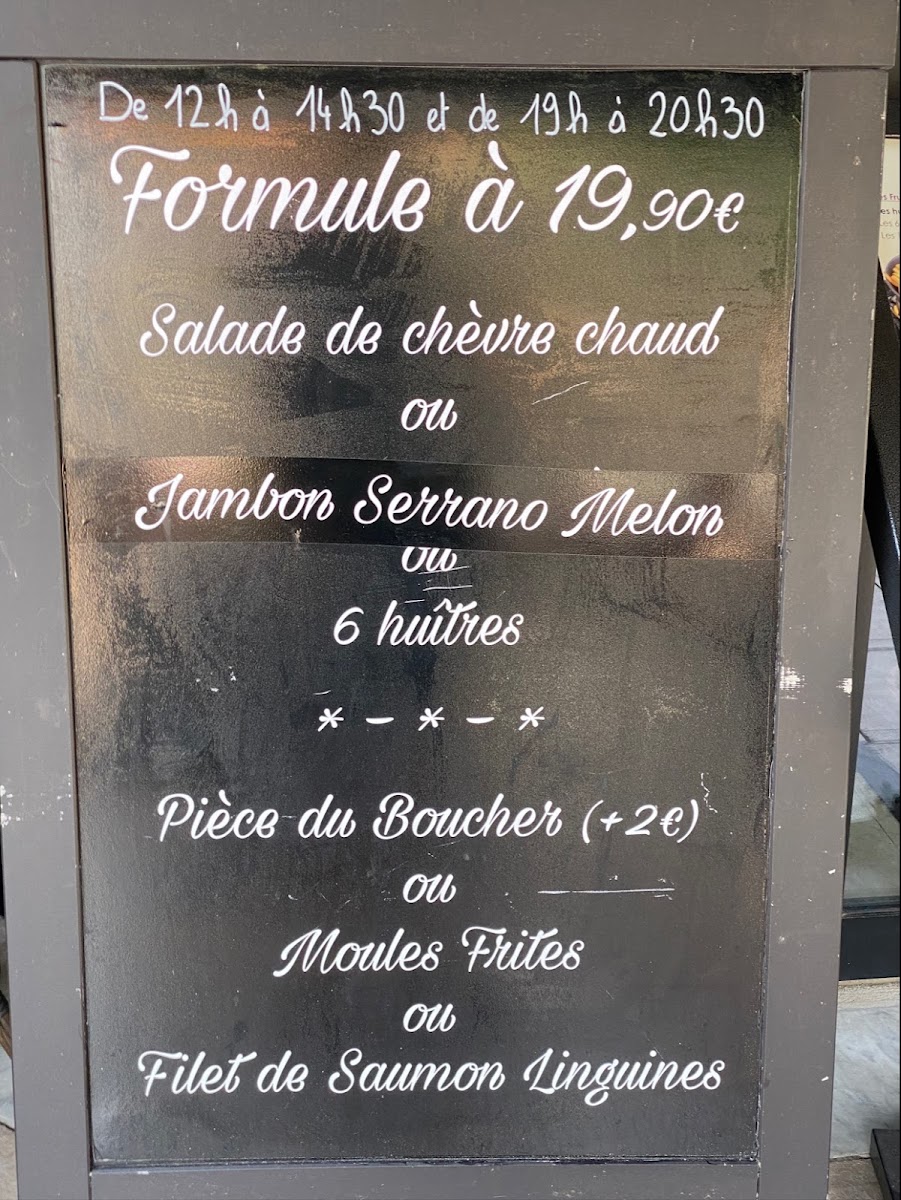 De 12h à 14h30 et de 19h à 20h30
Formule à 19,90€
Salade de chèvre chaud
ou
Jambon Serrano Melon
ou
6 huîtres
* - * - *
Pièce du Boucher (+2€)
ou
Moules Frites
ou
Filet de Saumon Linguines